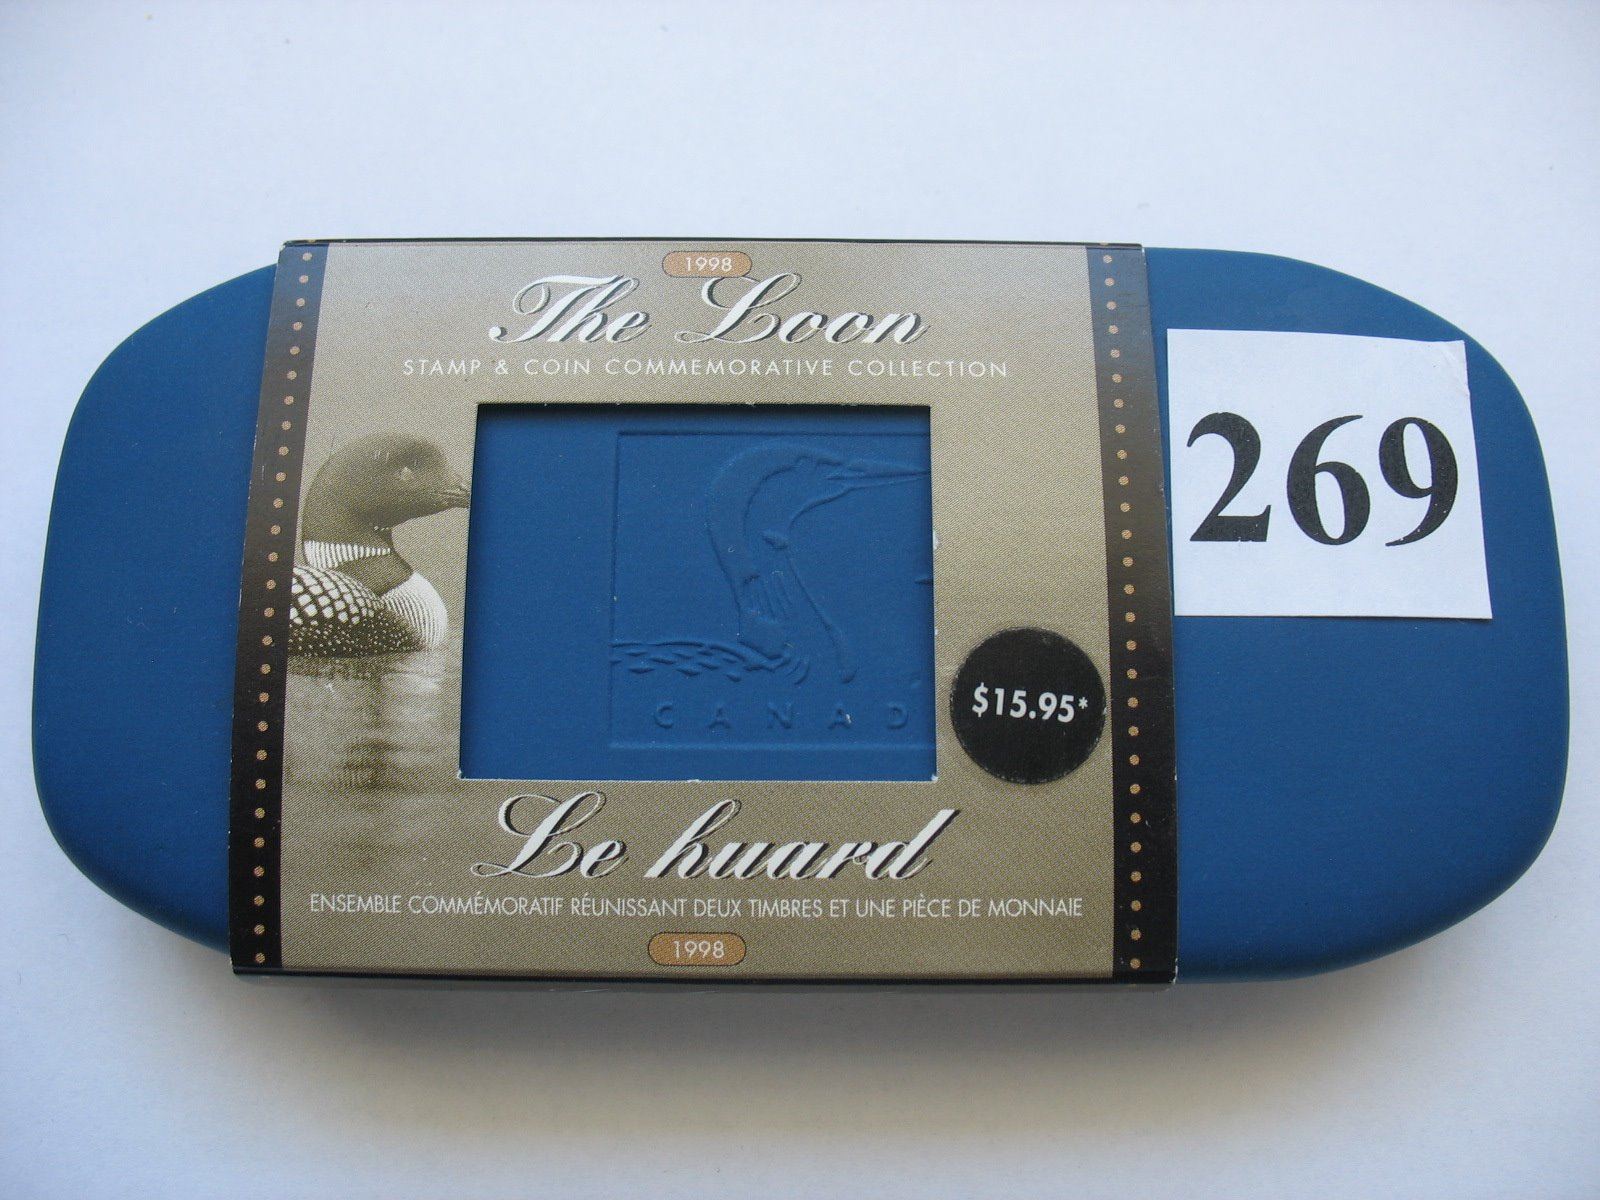 1998
The Loon
STAMP & COIN COMMEMORATIVE COLLECTION
269
CANAD
$15.95*
Le huard
ENSEMBLE COMMÉMORATIF RÉUNISSANT DEUX TIMBRES ET UNE PIÈCE DE MONNAIE
1998